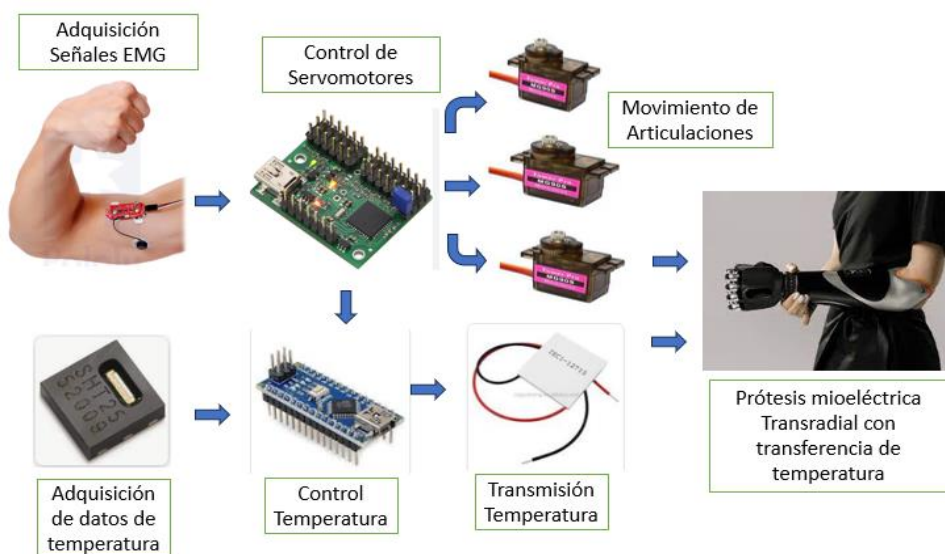 Adquisición
Señales EMG
Control de
Servomotores
Movimiento de
Articulaciones
MG90S
MG90S
MG90S
SHT25
Adquisición
de datos de
temperatura
Control
Temperatura
TEC1-12715
Transmisión
Temperatura
Prótesis mioeléctrica
Transradial con
transferencia de
temperatura